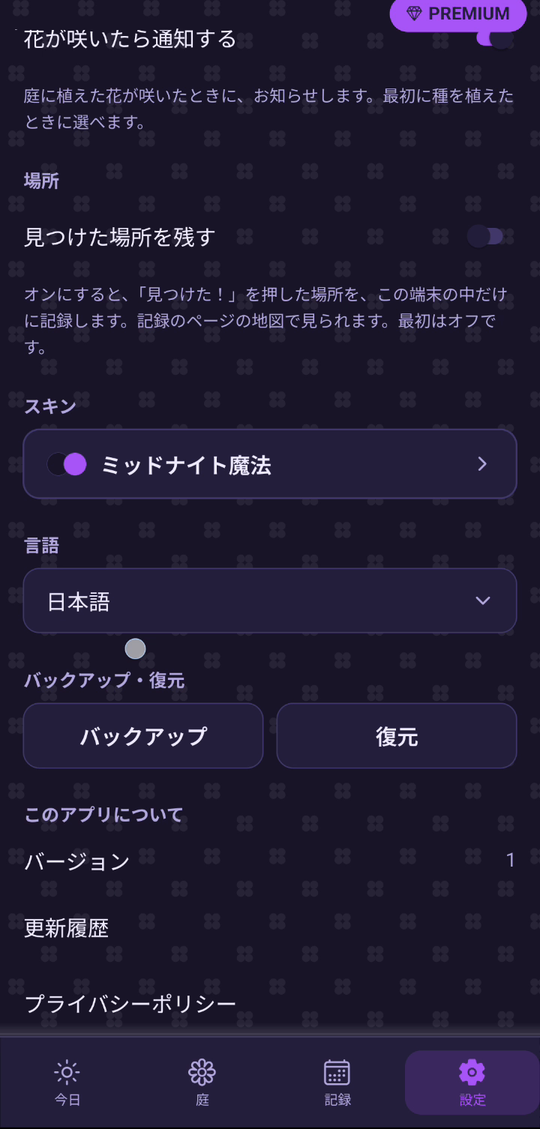 PREMIUM
花が咲いたら通知する
庭に植えた花が咲いたときに、お知らせします。最初に種を植えた
ときに選べます。
場所
見つけた場所を残す
オンにすると、「見つけた！」を押した場所を、この端末の中だけ
に記録します。記録のページの地図で見られます。最初はオフで
す。
スキン
ミッドナイト魔法
言語
日本語
バックアップ・復元
バックアップ
復元
このアプリについて
バージョン 1
更新履歴
プライバシーポリシー
今日 庭 記録 設定